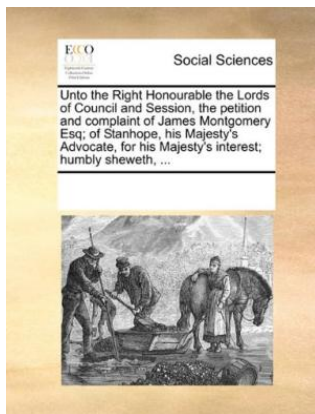 ECCO
Social Sciences
Unto the Right Honourable the Lords
of Council and Session, the petition
and complaint of James Montgomery
Esq; of Stanhope, his Majesty's
Advocate, for his Majesty's interest;
humbly sheweth, ...